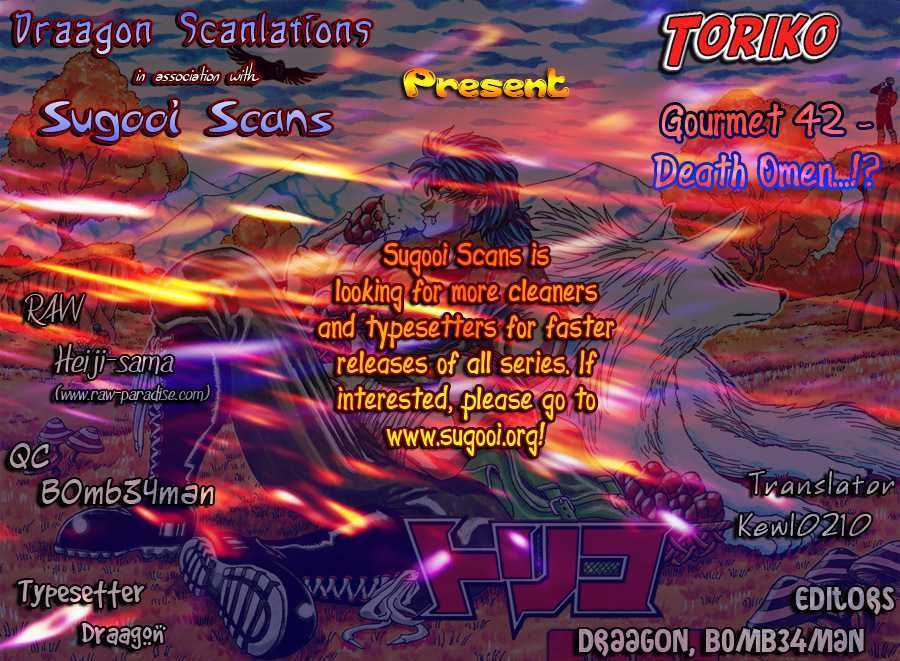 Draagon Scanlations
in association with
Sugooi Scans
Present
TORIKO
Gourmet 42 -
Death Omen...!?
Sugooi Scans is
looking for more cleaners
and typesetters for faster
releases of all series. If
interested, please go to
www.sugooi.org!
RAW
Heiji-sama
(www.raw-paradise.com)
QC
B0mb34man
Typesetter
Draagon
Translator
Kewl0210
トリコ
EDITORS
DRAAGON, B0MB34MAN